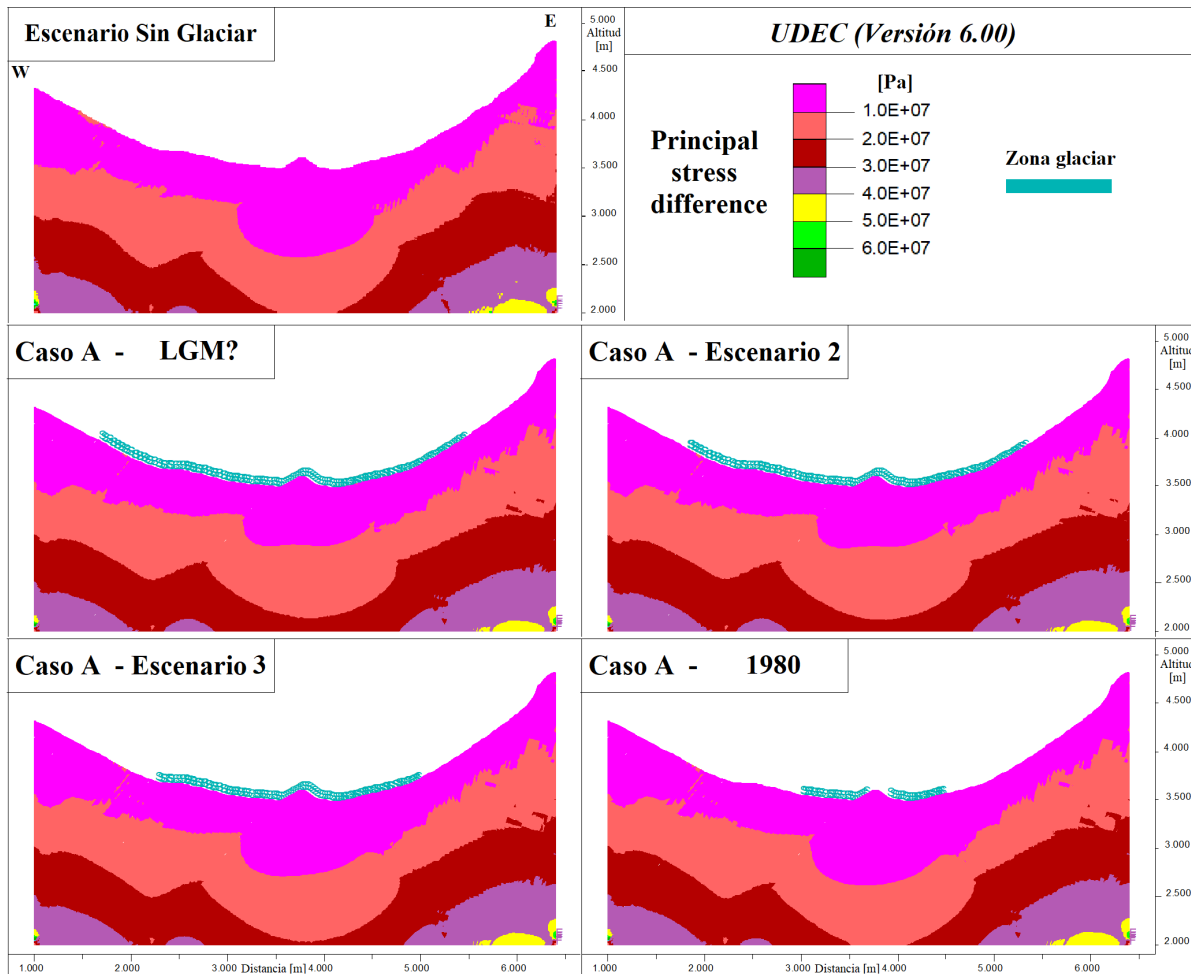 Escenario Sin Glaciar
W
E
5.000
Altitud
[m]
4.500
4.000
3.500
3.000
2.500
2.000
UDEC (Versión 6.00)
Principal
stress
difference
[Pa]
1.0E+07
2.0E+07
3.0E+07
4.0E+07
5.0E+07
6.0E+07
Zona glaciar
Caso A - LGM?
Caso A - Escenario 2
5.000
Altitud
[m]
4.500
4.000
3.500
3.000
2.500
2.000
Caso A - Escenario 3
Caso A - 1980
5.000
Altitud
[m]
4.500
4.000
3.500
3.000
2.500
2.000
1.000 2.000 3.000 Distancia [m] 4.000 5.000 6.000
1.000 2.000 3.000 Distancia [m] 4.000 5.000 6.000